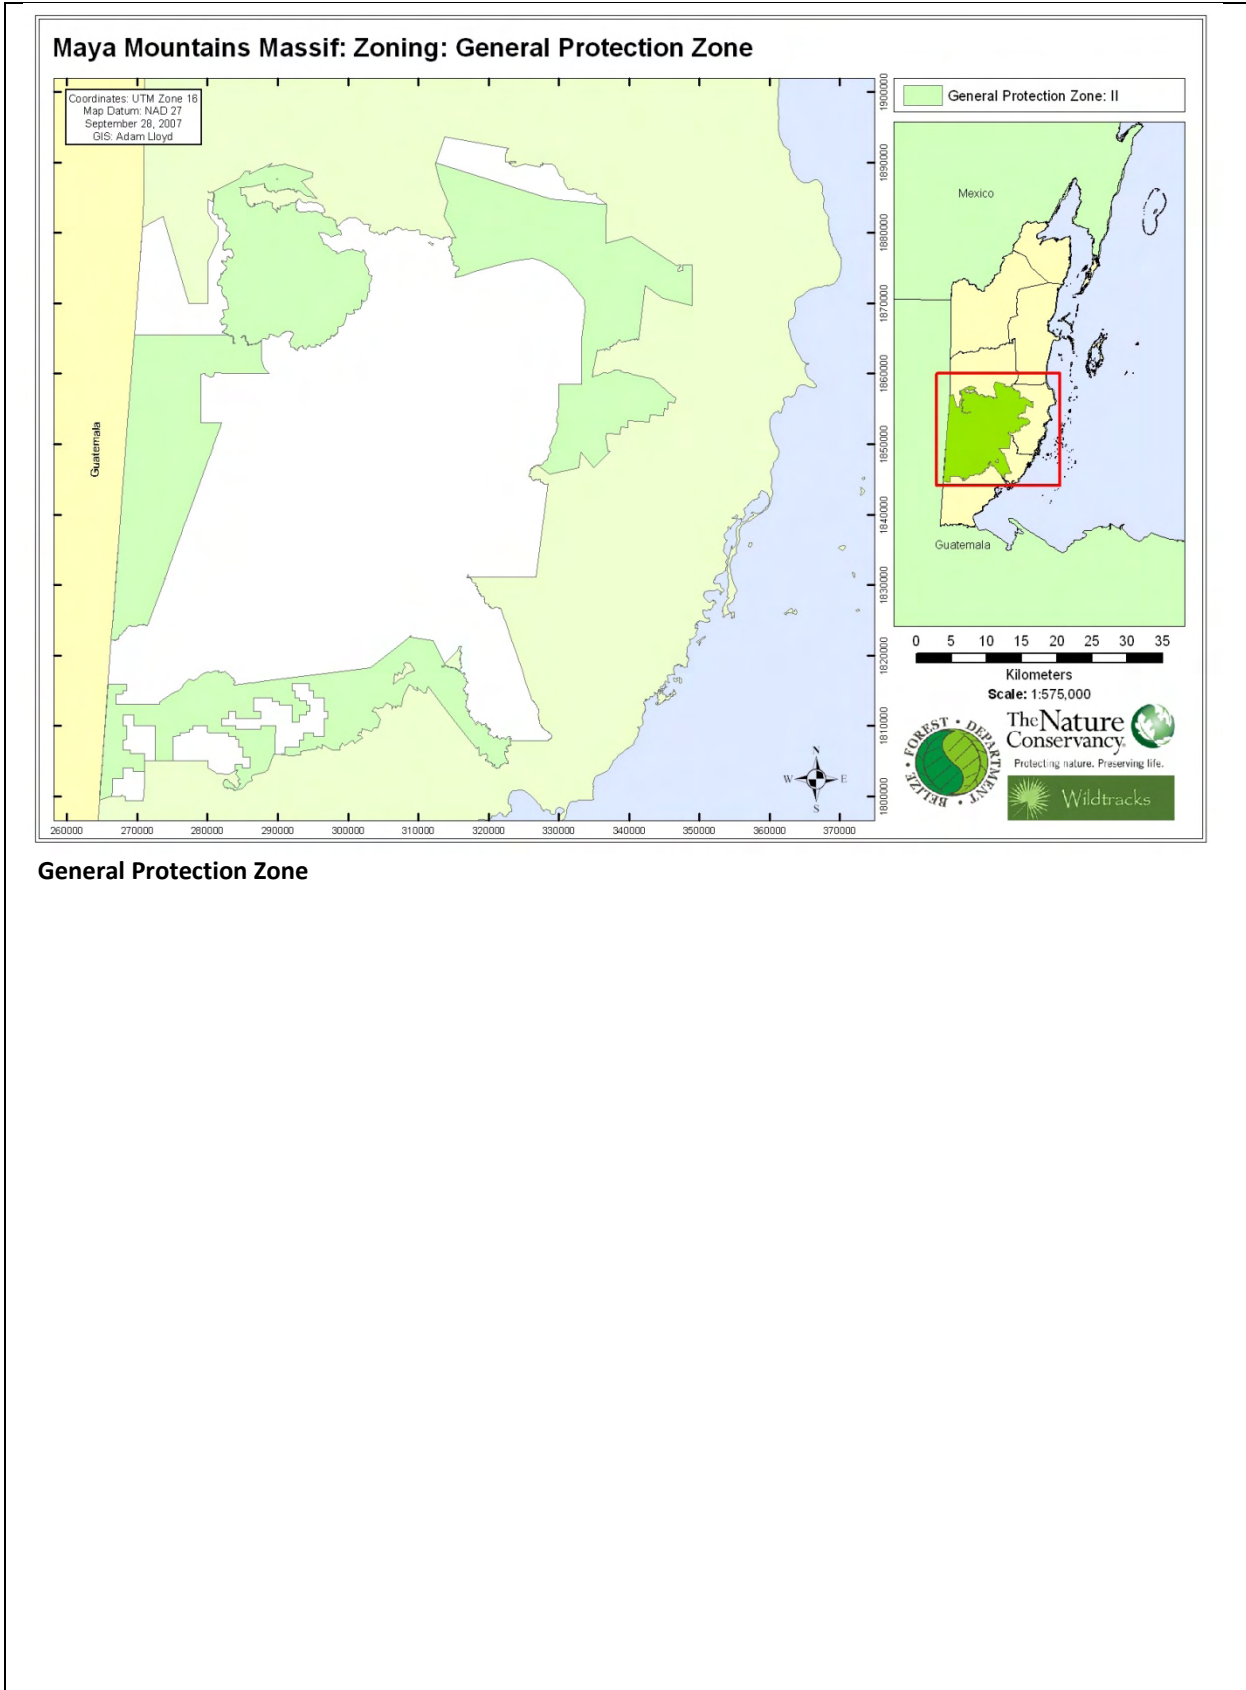 Maya Mountains Massif: Zoning: General Protection Zone
Coordinates: UTM Zone 16
Map Datum: NAD 27
September 28, 2007
GIS: Adam Lloyd
Guatemala
1900000
1890000
1880000
1870000
1860000
1850000
1840000
1830000
1820000
1810000
1800000
260000 270000 280000 290000 300000 310000 320000 330000 340000 350000 360000 370000
N
W E
S
General Protection Zone: II
Mexico
Guatemala
0 5 10 15 20 25 30 35
Kilometers
Scale: 1:575,000
FOREST • DEPARTMENT • BELIZE •
The Nature
Conservancy.
Protecting nature. Preserving life.
Wildtracks
General Protection Zone